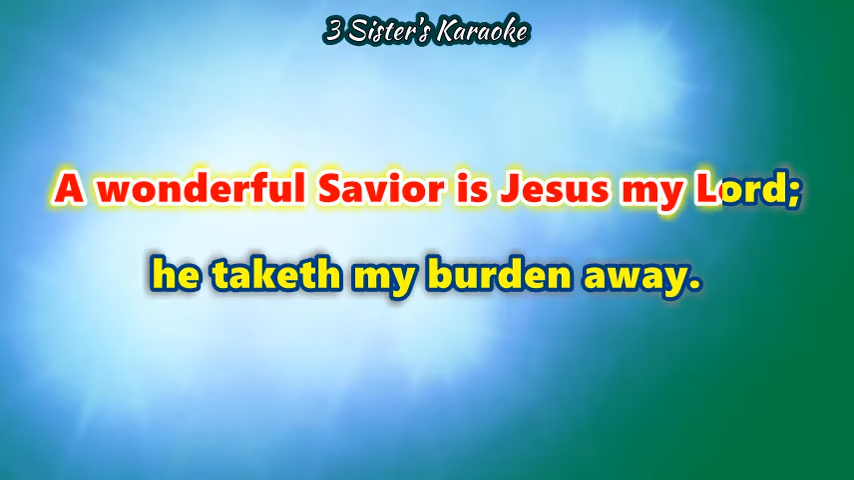 3 Sister's Karaoke
A wonderful Savior is Jesus my Lord;
he taketh my burden away.